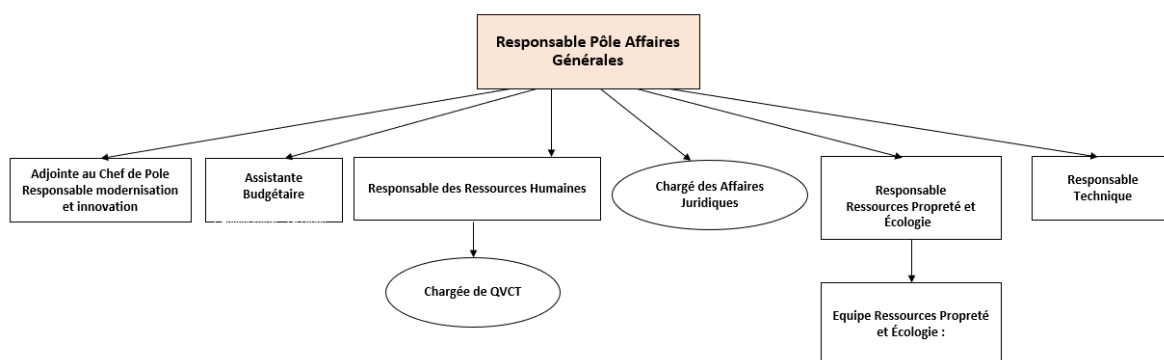 Responsable Pôle Affaires
Générales
Adjointe au Chef de Pole
Responsable modernisation
et innovation
Assistante
Budgétaire
Responsable des Ressources Humaines
Chargé des Affaires
Juridiques
Responsable
Ressources Propreté et
Écologie
Responsable
Technique
Chargée de QVCT
Equipe Ressources Propreté
et Écologie :